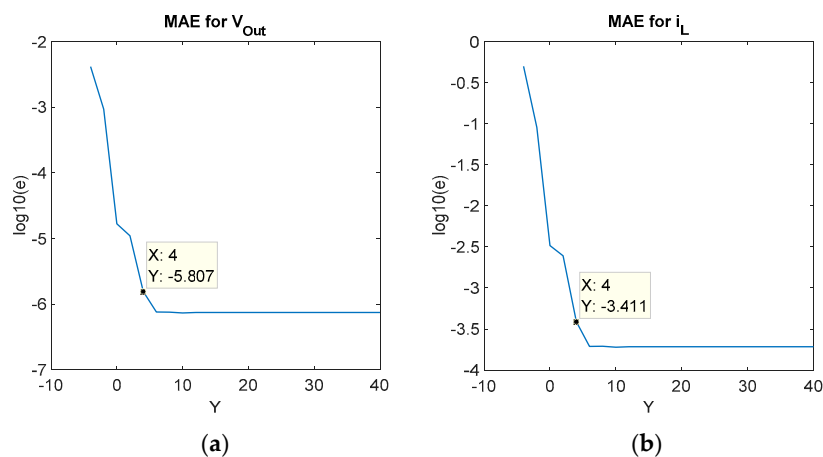 MAE for V_Out
-2
-3
-4
-5
-6
-7
log10(e)
X: 4
Y: -5.807
-10 0 10 20 30 40
Y
(a)
MAE for i_L
0
-0.5
-1
-1.5
-2
-2.5
-3
-3.5
-4
log10(e)
X: 4
Y: -3.411
-10 0 10 20 30 40
Y
(b)